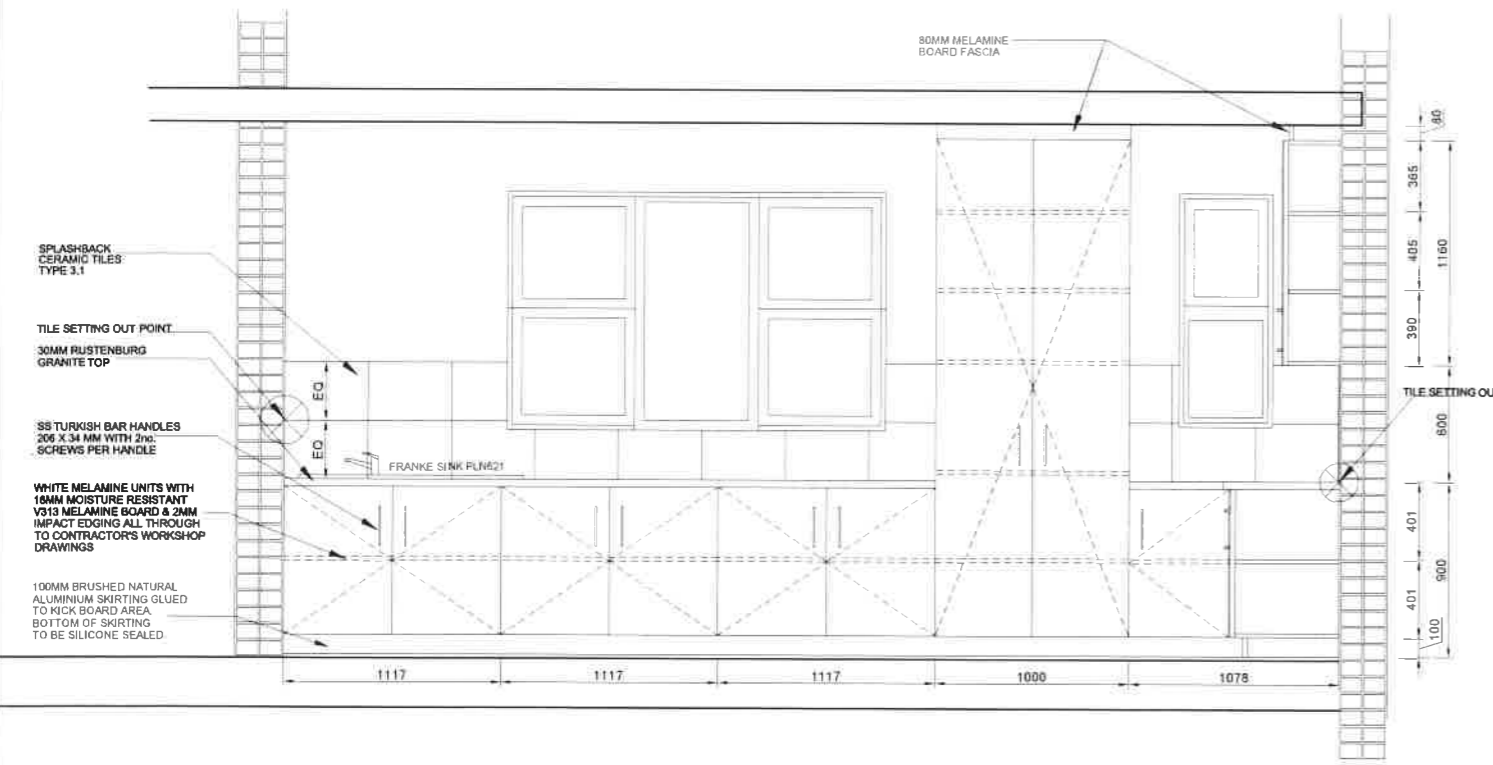 80MM MELAMINE
BOARD FASCIA
SPLASHBACK
CERAMIC TILES
TYPE 3.1
TILE SETTING OUT POINT
30MM RUSTENBURG
GRANITE TOP
SS TURKISH BAR HANDLES
206 X 34 MM WITH 2no.
SCREWS PER HANDLE
WHITE MELAMINE UNITS WITH
16MM MOISTURE RESISTANT
V313 MELAMINE BOARD & 2MM
IMPACT EDGING ALL THROUGH
TO CONTRACTOR'S WORKSHOP
DRAWINGS
100MM BRUSHED NATURAL
ALUMINIUM SKIRTING GLUED
TO KICK BOARD AREA.
BOTTOM OF SKIRTING
TO BE SILICONE SEALED
EQ
EQ
FRANKE SINK PLN621
TILE SETTING OU
80
365
405
390
1160
600
401
401
100
900
1117
1117
1117
1000
1078